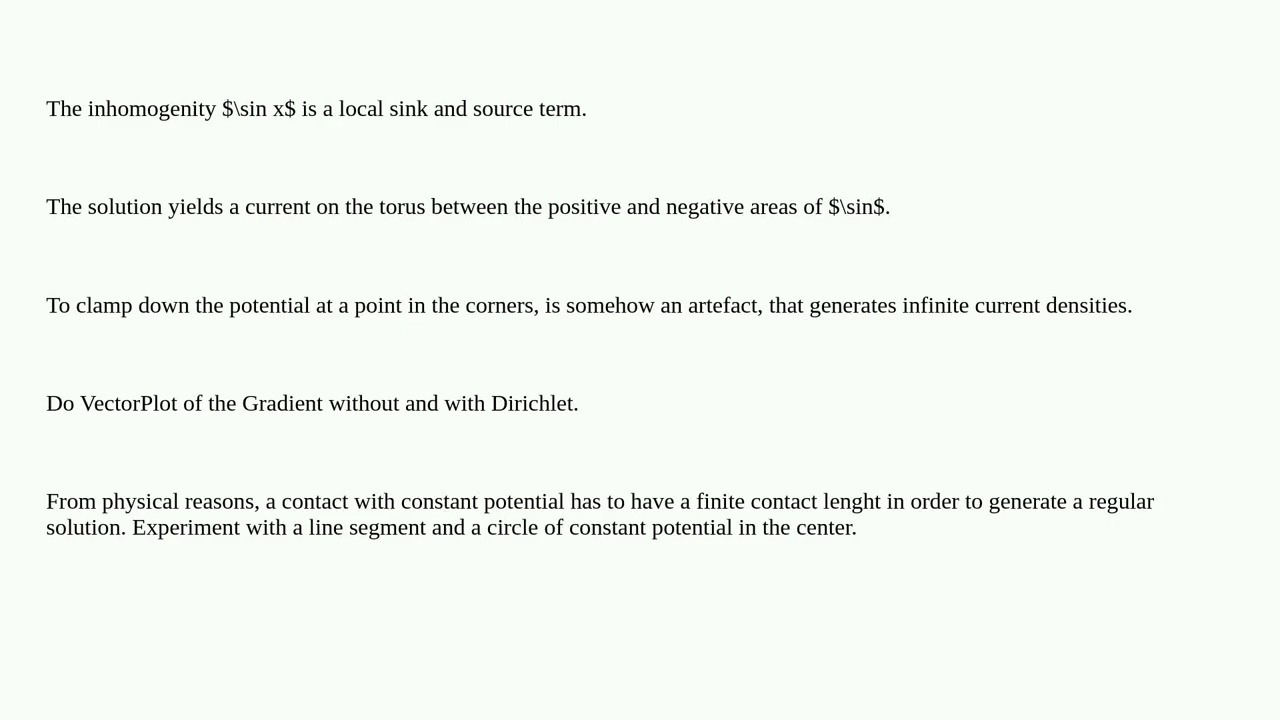 The inhomogenity $\sin x$ is a local sink and source term.
The solution yields a current on the torus between the positive and negative areas of $\sin$.
To clamp down the potential at a point in the corners, is somehow an artefact, that generates infinite current densities.
Do VectorPlot of the Gradient without and with Dirichlet.
From physical reasons, a contact with constant potential has to have a finite contact lenght in order to generate a regular
solution. Experiment with a line segment and a circle of constant potential in the center.